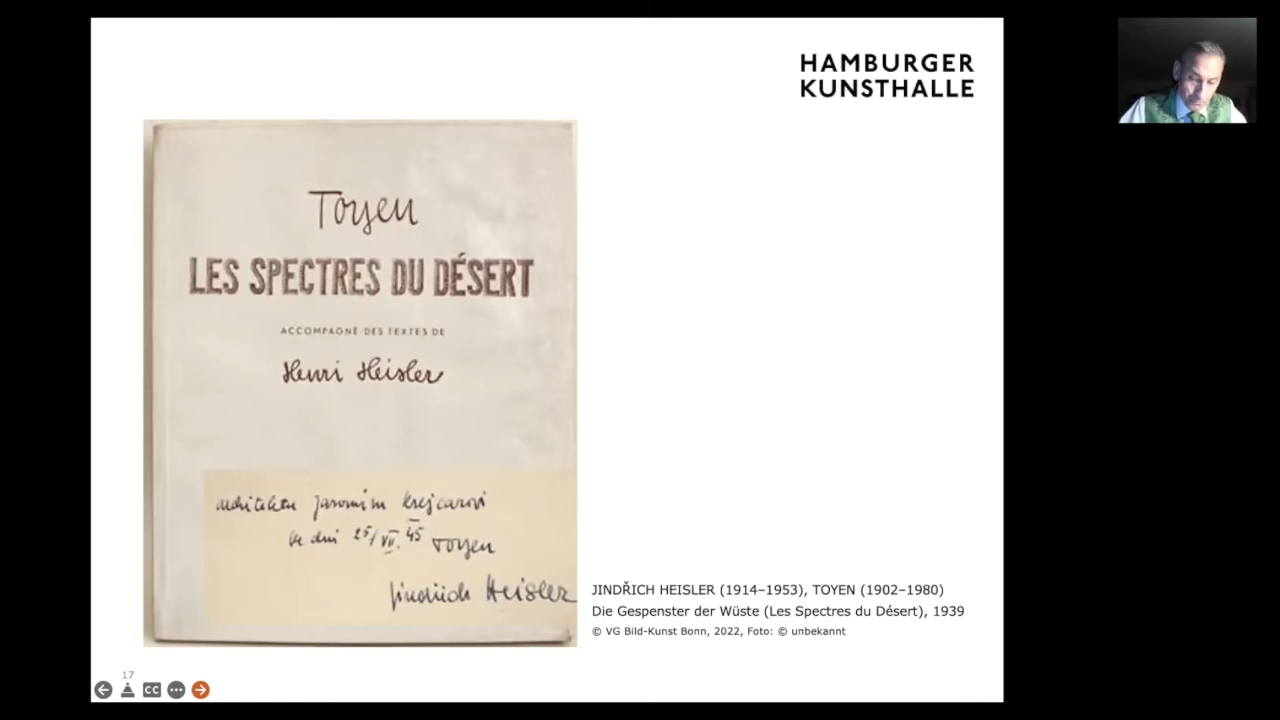 HAMBURGER
KUNSTHALLE
Toyen
LES SPECTRES DU DÉSERT
ACCOMPAGNÉ DES TEXTES DE
Henri Heisler
architektu Jaromíru Krejcarovi
ve dni 25/VII. 45 Toyen
Jindřich Heisler
JINDŘICH HEISLER (1914–1953), TOYEN (1902–1980)
Die Gespenster der Wüste (Les Spectres du Désert), 1939
© VG Bild-Kunst Bonn, 2022, Foto: © unbekannt
17
CC